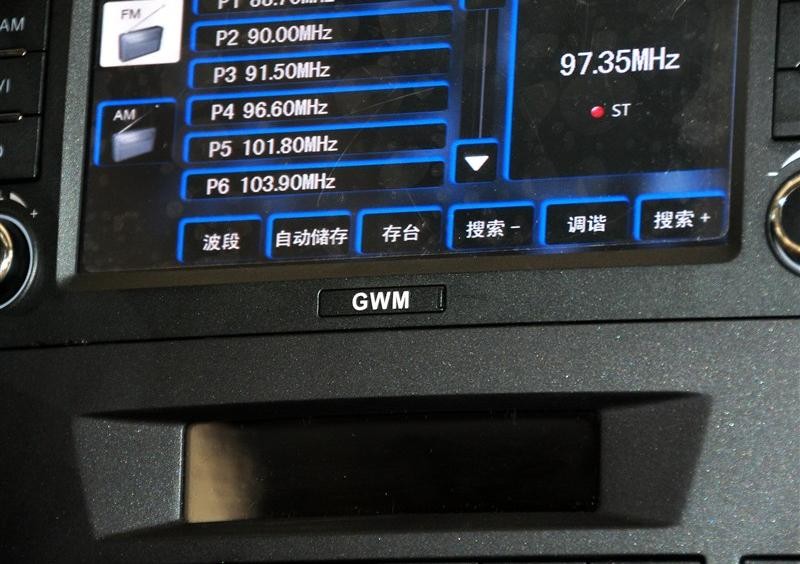 FM
AM
P2 90.00MHz
P3 91.50MHz
P4 96.60MHz
P5 101.80MHz
P6 103.90MHz
97.35MHz
ST
AM
波段
自动储存
存台
搜索-
调谐
搜索+
GWM